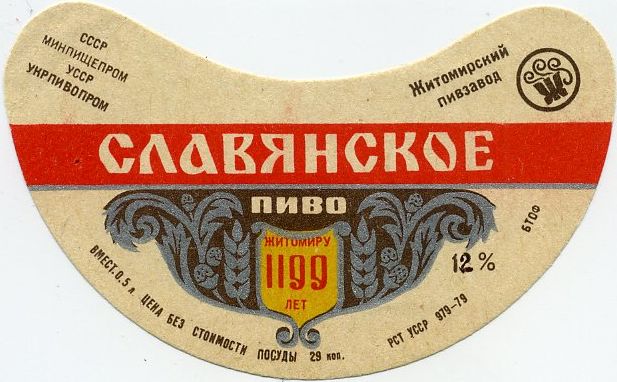 СССР
МИНПИЩЕПРОМ
УССР
УКРПИВОПРОМ
Житомирский
пивзавод
Ж
СЛАВЯНСКОЕ
ПИВО
ЖИТОМИРУ
1199
ЛЕТ
12%
БТОФ
ВМЕСТ. 0,5 л ЦЕНА БЕЗ СТОИМОСТИ ПОСУДЫ 29 коп.
РСТ УССР 979–79